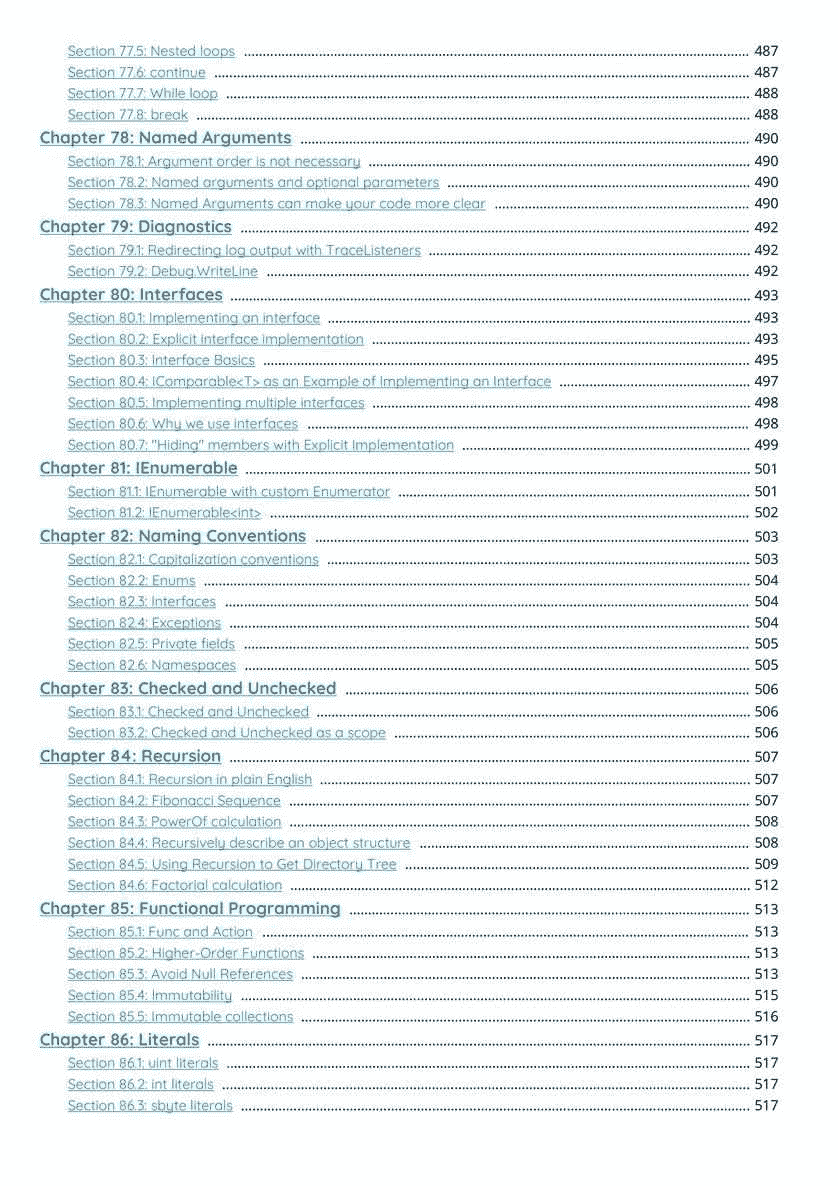 Section 77.5: Nested loops ........ 487
Section 77.6: continue ........ 487
Section 77.7: While loop ........ 488
Section 77.8: break ........ 488
Chapter 78: Named Arguments ........ 490
Section 78.1: Argument order is not necessary ........ 490
Section 78.2: Named arguments and optional parameters ........ 490
Section 78.3: Named Arguments can make your code more clear ........ 490
Chapter 79: Diagnostics ........ 492
Section 79.1: Redirecting log output with TraceListeners ........ 492
Section 79.2: Debug.WriteLine ........ 492
Chapter 80: Interfaces ........ 493
Section 80.1: Implementing an interface ........ 493
Section 80.2: Explicit interface implementation ........ 493
Section 80.3: Interface Basics ........ 495
Section 80.4: IComparable<T> as an Example of Implementing an Interface ........ 497
Section 80.5: Implementing multiple interfaces ........ 498
Section 80.6: Why we use interfaces ........ 498
Section 80.7: "Hiding" members with Explicit Implementation ........ 499
Chapter 81: IEnumerable ........ 501
Section 81.1: IEnumerable with custom Enumerator ........ 501
Section 81.2: IEnumerable<int> ........ 502
Chapter 82: Naming Conventions ........ 503
Section 82.1: Capitalization conventions ........ 503
Section 82.2: Enums ........ 504
Section 82.3: Interfaces ........ 504
Section 82.4: Exceptions ........ 504
Section 82.5: Private fields ........ 505
Section 82.6: Namespaces ........ 505
Chapter 83: Checked and Unchecked ........ 506
Section 83.1: Checked and Unchecked ........ 506
Section 83.2: Checked and Unchecked as a scope ........ 506
Chapter 84: Recursion ........ 507
Section 84.1: Recursion in plain English ........ 507
Section 84.2: Fibonacci Sequence ........ 507
Section 84.3: PowerOf calculation ........ 508
Section 84.4: Recursively describe an object structure ........ 508
Section 84.5: Using Recursion to Get Directory Tree ........ 509
Section 84.6: Factorial calculation ........ 512
Chapter 85: Functional Programming ........ 513
Section 85.1: Func and Action ........ 513
Section 85.2: Higher-Order Functions ........ 513
Section 85.3: Avoid Null References ........ 513
Section 85.4: Immutability ........ 515
Section 85.5: Immutable collections ........ 516
Chapter 86: Literals ........ 517
Section 86.1: uint literals ........ 517
Section 86.2: int literals ........ 517
Section 86.3: sbyte literals ........ 517